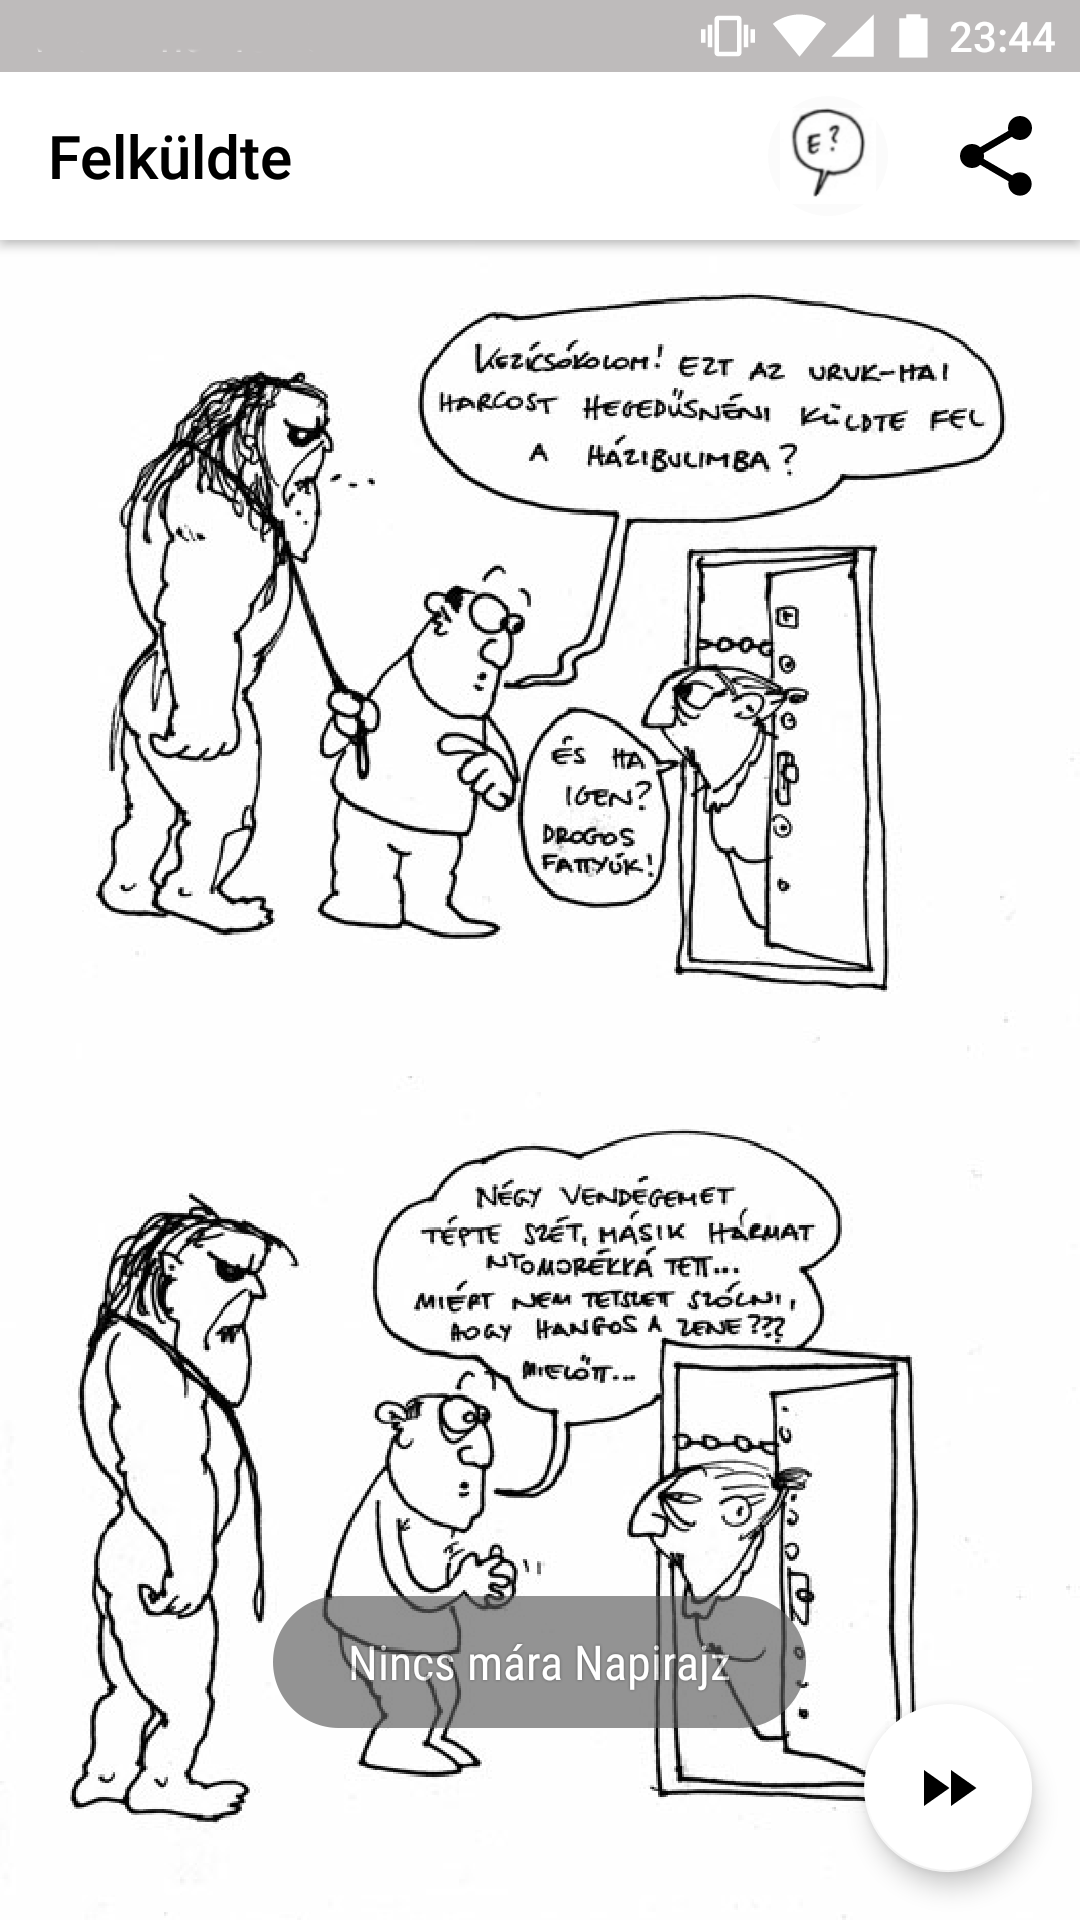 23:44
Felküldte
E?
KEZÍCSÓKOLOM! EZT AZ URUK-HAI
HARCOST HEGEDŰSNÉNI KÜLDTE FEL
A HÁZIBULIMBA?
ÉS HA
IGEN?
DROGOS
FATTYÚK!
NÉGY VENDÉGEMET
TÉPTE SZÉT, MÁSIK HÁRMAT
NYOMORÉKKÁ TETT...
MIÉRT NEM TETSZET SZÓLNI,
HOGY HANGOS A ZENE???
MIELŐTT...
Nincs mára Napirajz